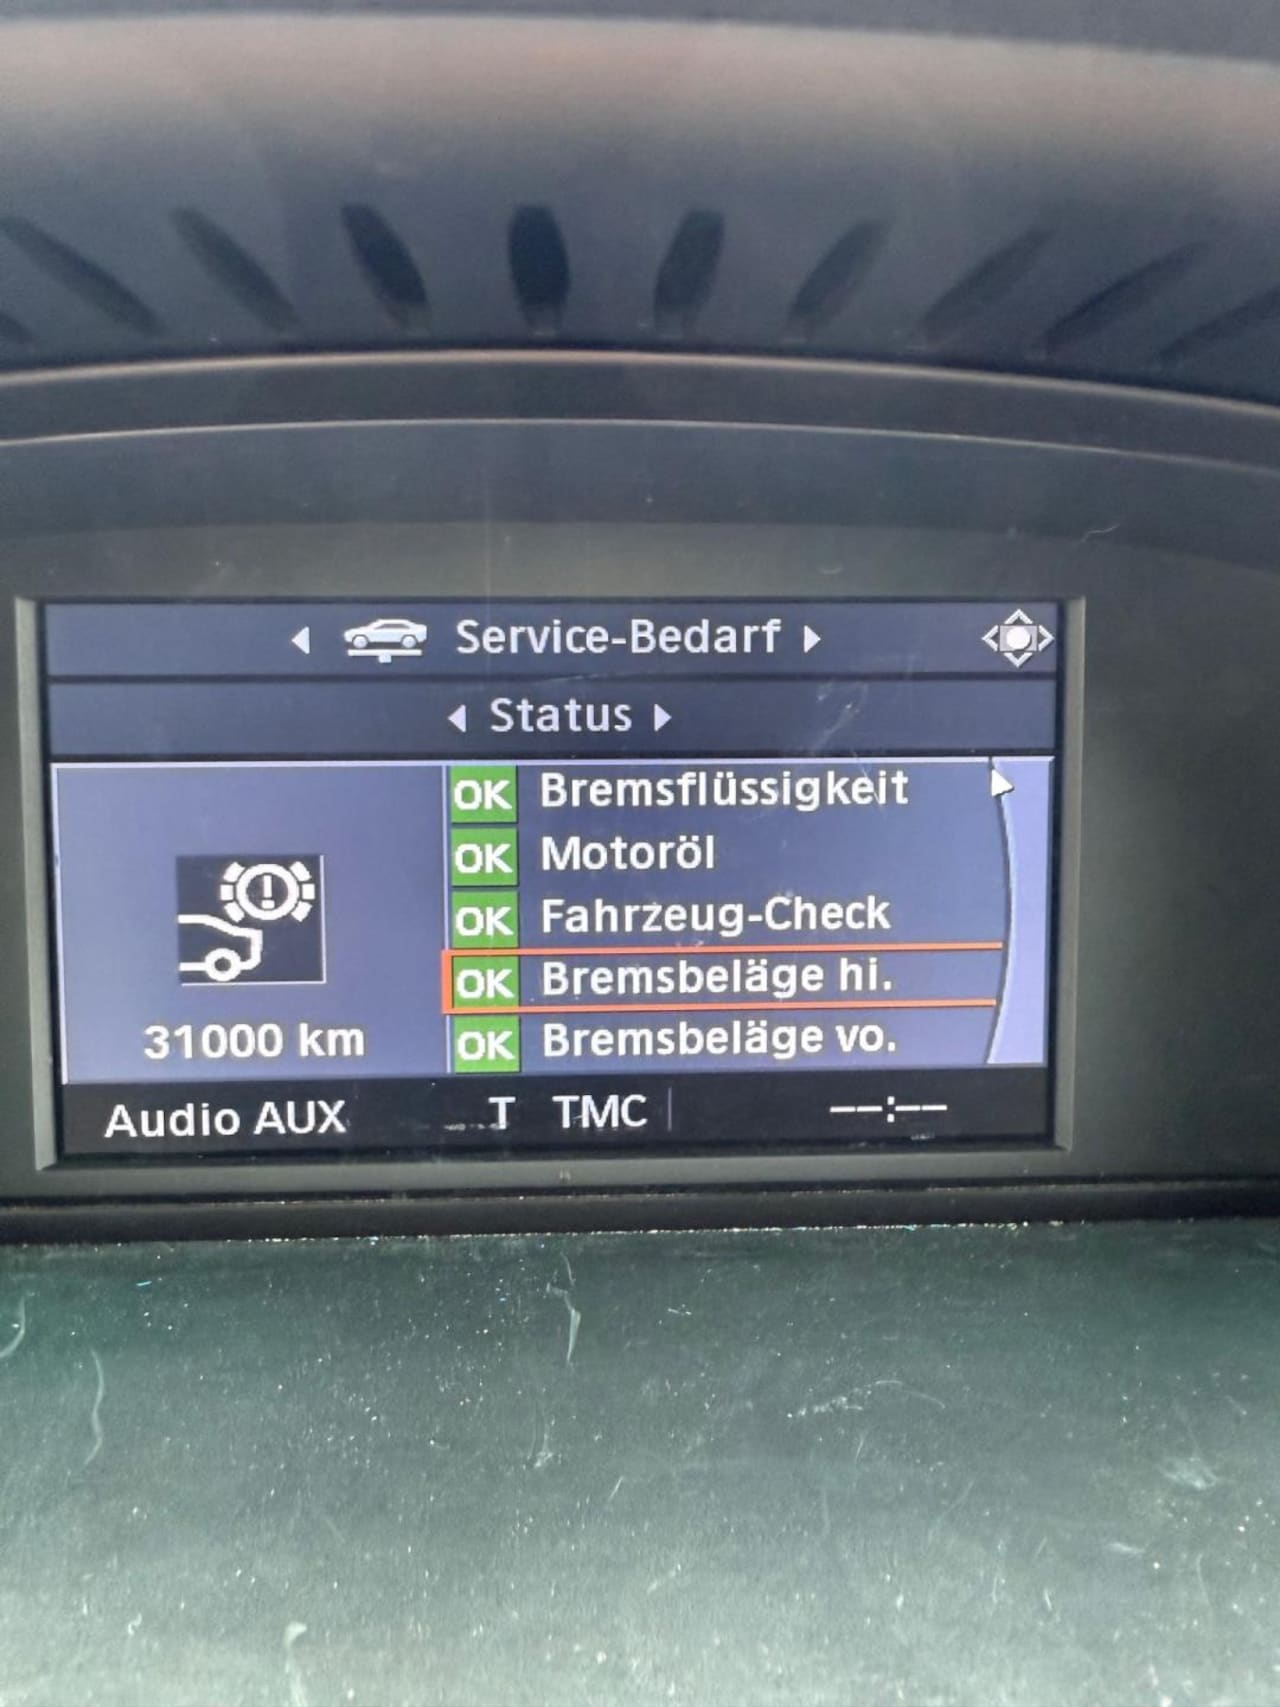 Service-Bedarf
Status
OK Bremsflüssigkeit
OK Motoröl
OK Fahrzeug-Check
OK Bremsbeläge hi.
31000 km
OK Bremsbeläge vo.
Audio AUX T TMC --:--